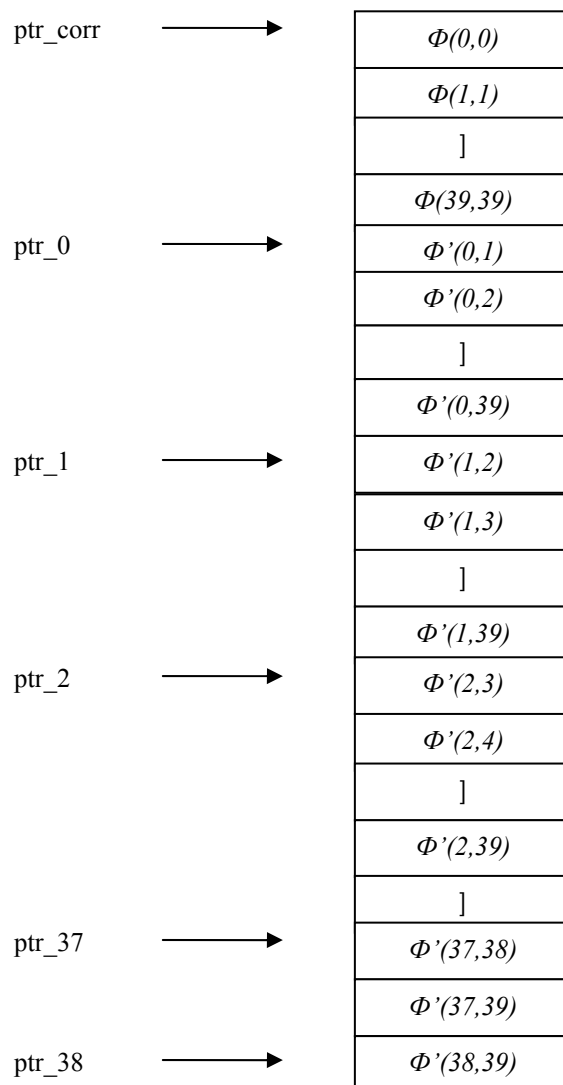 ptr_corr Φ(0,0)
Φ(1,1)
]
Φ(39,39)
ptr_0 Φ’(0,1)
Φ’(0,2)
]
Φ’(0,39)
ptr_1 Φ’(1,2)
Φ’(1,3)
]
Φ’(1,39)
ptr_2 Φ’(2,3)
Φ’(2,4)
]
Φ’(2,39)
]
ptr_37 Φ’(37,38)
Φ’(37,39)
ptr_38 Φ’(38,39)